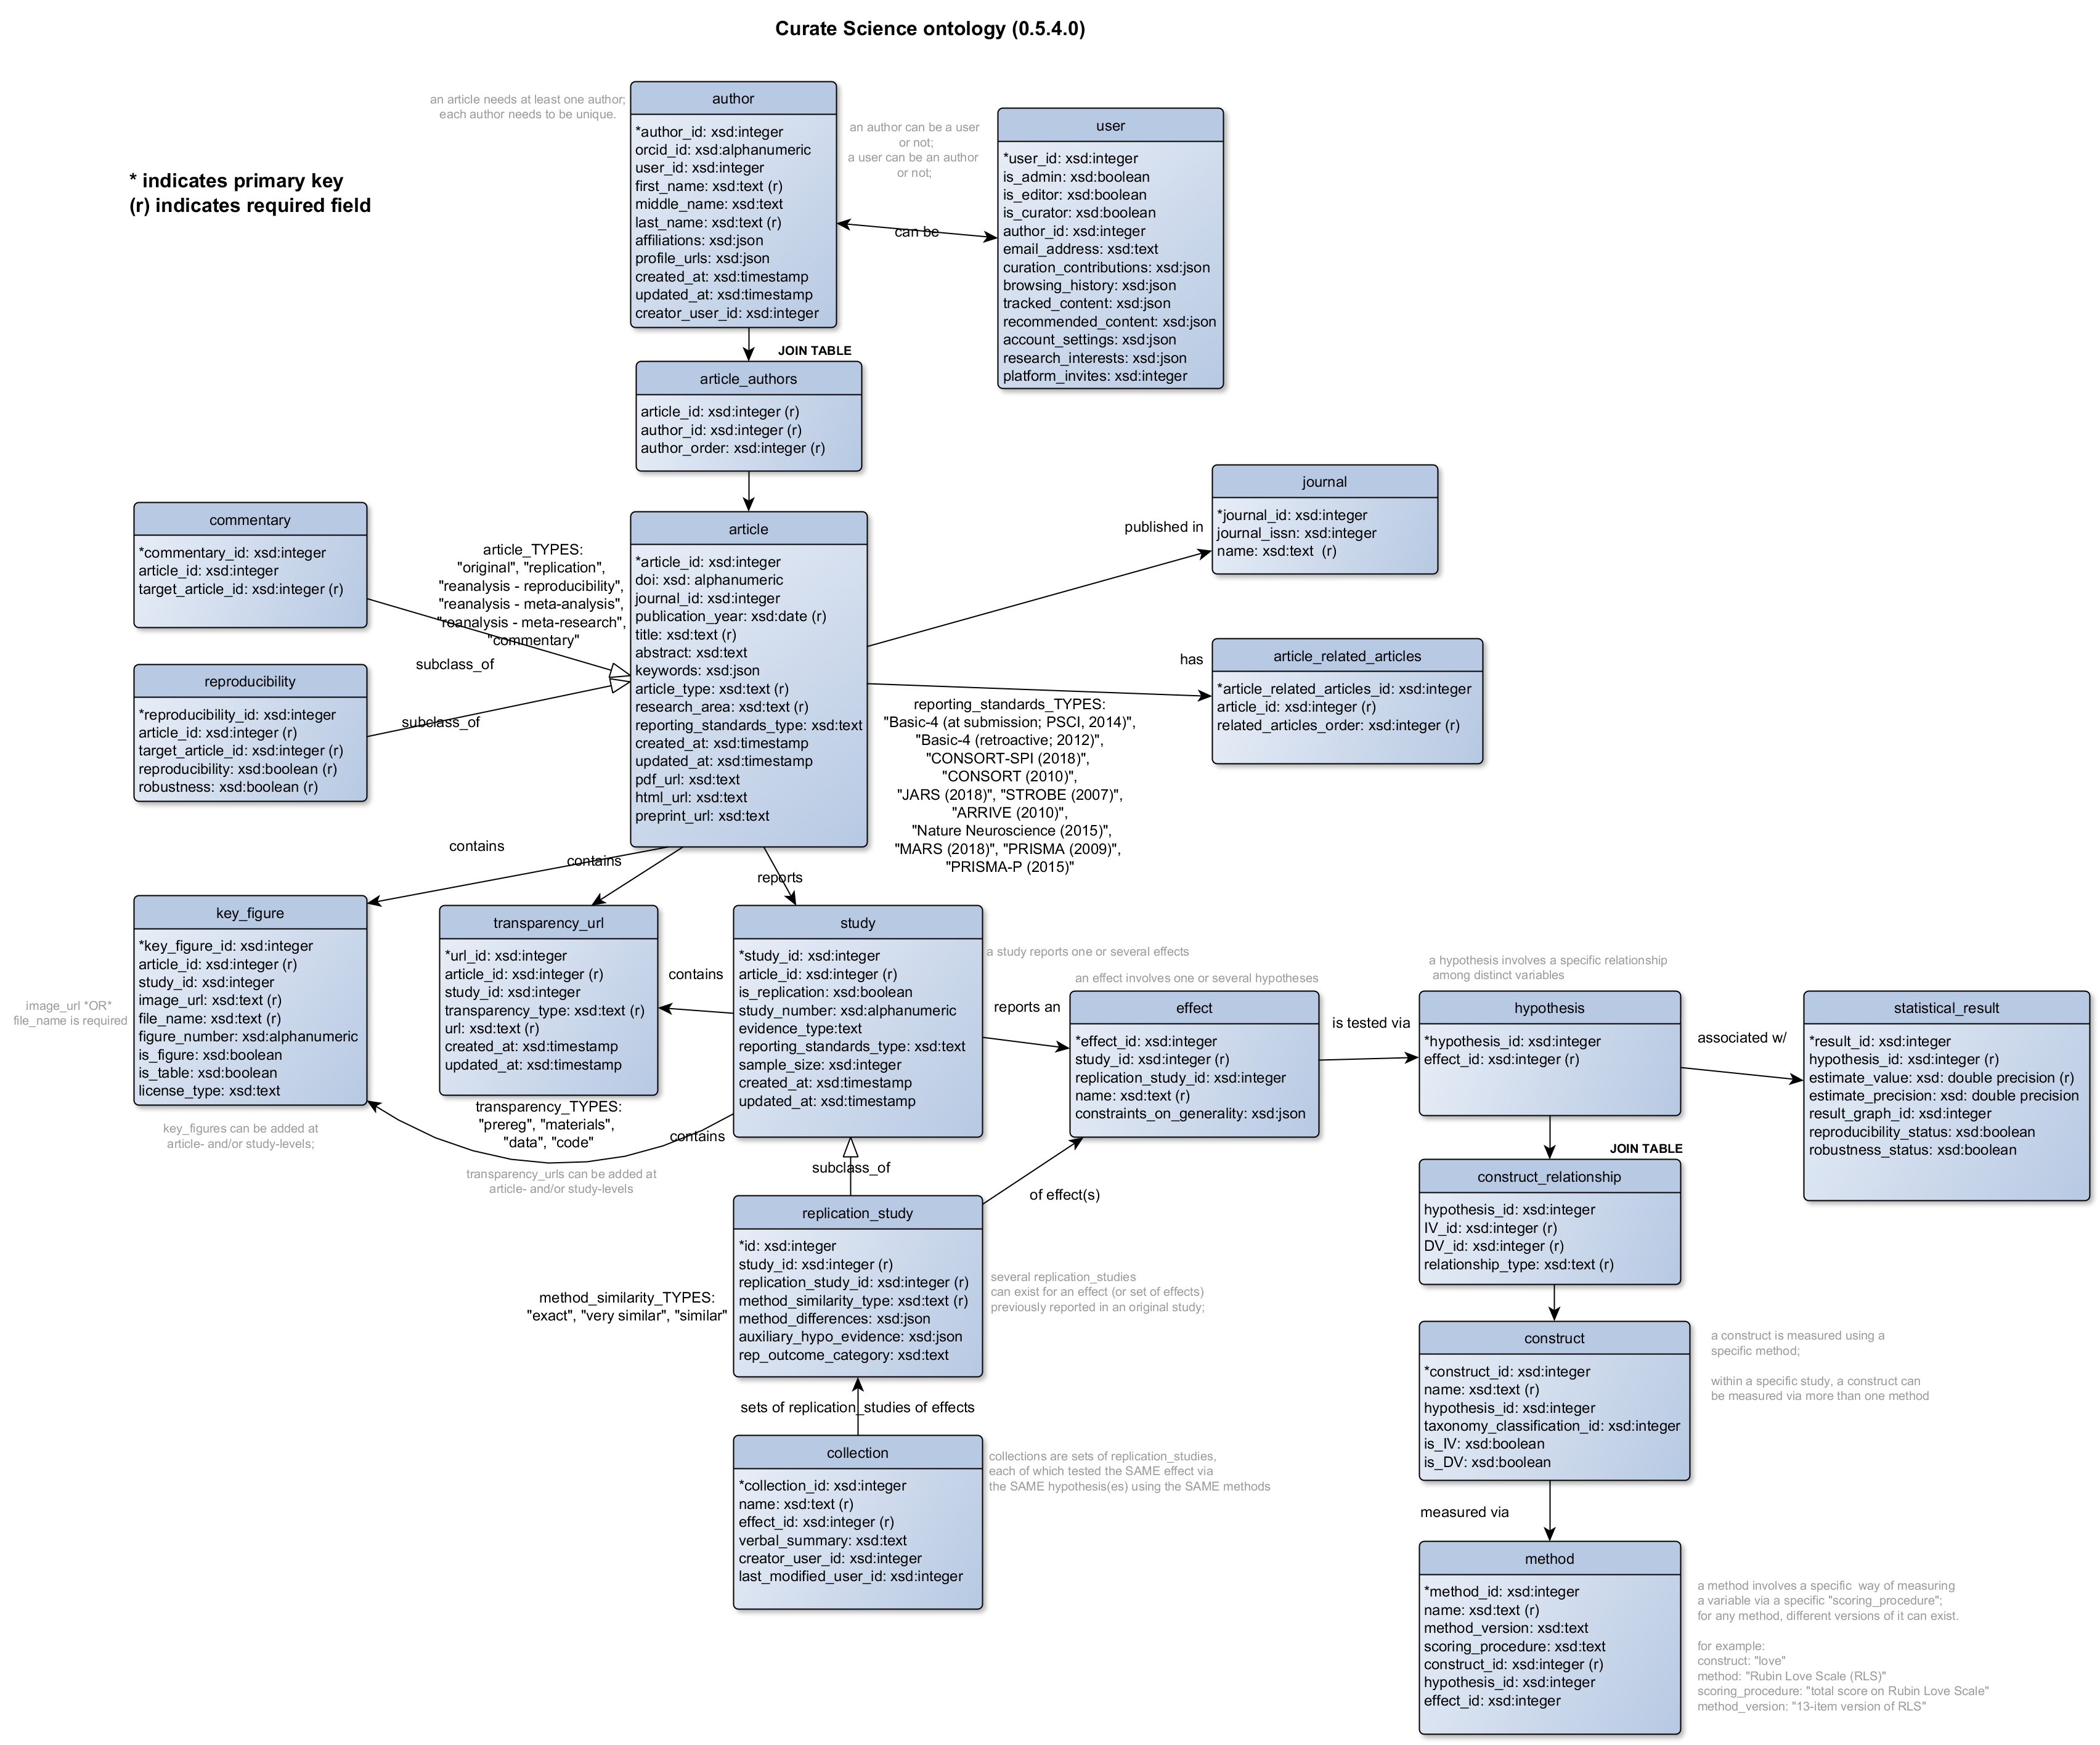 Curate Science ontology (0.5.4.0)
* indicates primary key
(r) indicates required field
an article needs at least one author;
each author needs to be unique.
author
*author_id: xsd:integer
orcid_id: xsd:alphanumeric
user_id: xsd:integer
first_name: xsd:text (r)
middle_name: xsd:text
last_name: xsd:text (r)
affiliations: xsd:json
profile_urls: xsd:json
created_at: xsd:timestamp
updated_at: xsd:timestamp
creator_user_id: xsd:integer
an author can be a user
or not;
a user can be an author
or not;
can be
user
*user_id: xsd:integer
is_admin: xsd:boolean
is_editor: xsd:boolean
is_curator: xsd:boolean
author_id: xsd:integer
email_address: xsd:text
curation_contributions: xsd:json
browsing_history: xsd:json
tracked_content: xsd:json
recommended_content: xsd:json
account_settings: xsd:json
research_interests: xsd:json
platform_invites: xsd:integer
JOIN TABLE
article_authors
article_id: xsd:integer (r)
author_id: xsd:integer (r)
author_order: xsd:integer (r)
commentary
*commentary_id: xsd:integer
article_id: xsd:integer
target_article_id: xsd:integer (r)
article_TYPES:
"original", "replication",
"reanalysis - reproducibility",
"reanalysis - meta-analysis",
"reanalysis - meta-research",
"commentary"
subclass_of
reproducibility
*reproducibility_id: xsd:integer
article_id: xsd:integer (r)
target_article_id: xsd:integer (r)
reproducibility: xsd:boolean (r)
robustness: xsd:boolean (r)
subclass_of
article
*article_id: xsd:integer
doi: xsd: alphanumeric
journal_id: xsd:integer
publication_year: xsd:date (r)
title: xsd:text (r)
abstract: xsd:text
keywords: xsd:json
article_type: xsd:text (r)
research_area: xsd:text (r)
reporting_standards_type: xsd:text
created_at: xsd:timestamp
updated_at: xsd:timestamp
pdf_url: xsd:text
html_url: xsd:text
preprint_url: xsd:text
published in
journal
*journal_id: xsd:integer
journal_issn: xsd:integer
name: xsd:text  (r)
has
article_related_articles
*article_related_articles_id: xsd:integer
article_id: xsd:integer (r)
related_articles_order: xsd:integer (r)
reporting_standards_TYPES:
"Basic-4 (at submission; PSCI, 2014)",
"Basic-4 (retroactive; 2012)",
"CONSORT-SPI (2018)",
"CONSORT (2010)",
"JARS (2018)", "STROBE (2007)",
"ARRIVE (2010)",
"Nature Neuroscience (2015)",
"MARS (2018)", "PRISMA (2009)",
"PRISMA-P (2015)"
contains
contains
reports
image_url *OR*
file_name is required
key_figure
*key_figure_id: xsd:integer
article_id: xsd:integer (r)
study_id: xsd:integer
image_url: xsd:text (r)
file_name: xsd:text (r)
figure_number: xsd:alphanumeric
is_figure: xsd:boolean
is_table: xsd:boolean
license_type: xsd:text
key_figures can be added at
article- and/or study-levels;
transparency_url
*url_id: xsd:integer
article_id: xsd:integer (r)
study_id: xsd:integer
transparency_type: xsd:text (r)
url: xsd:text (r)
created_at: xsd:timestamp
updated_at: xsd:timestamp
transparency_TYPES:
"prereg", "materials",
"data", "code"
transparency_urls can be added at
article- and/or study-levels
contains
contains
study
*study_id: xsd:integer
article_id: xsd:integer (r)
is_replication: xsd:boolean
study_number: xsd:alphanumeric
evidence_type:text
reporting_standards_type: xsd:text
sample_size: xsd:integer
created_at: xsd:timestamp
updated_at: xsd:timestamp
a study reports one or several effects
an effect involves one or several hypotheses
reports an
effect
*effect_id: xsd:integer
study_id: xsd:integer (r)
replication_study_id: xsd:integer
name: xsd:text (r)
constraints_on_generality: xsd:json
is tested via
a hypothesis involves a specific relationship
among distinct variables
hypothesis
*hypothesis_id: xsd:integer
effect_id: xsd:integer (r)
associated w/
statistical_result
*result_id: xsd:integer
hypothesis_id: xsd:integer (r)
estimate_value: xsd: double precision (r)
estimate_precision: xsd: double precision
result_graph_id: xsd:integer
reproducibility_status: xsd:boolean
robustness_status: xsd:boolean
subclass_of
of effect(s)
method_similarity_TYPES:
"exact", "very similar", "similar"
replication_study
*id: xsd:integer
study_id: xsd:integer (r)
replication_study_id: xsd:integer (r)
method_similarity_type: xsd:text (r)
method_differences: xsd:json
auxiliary_hypo_evidence: xsd:json
rep_outcome_category: xsd:text
several replication_studies
can exist for an effect (or set of effects)
previously reported in an original study;
sets of replication_studies of effects
collection
*collection_id: xsd:integer
name: xsd:text (r)
effect_id: xsd:integer (r)
verbal_summary: xsd:text
creator_user_id: xsd:integer
last_modified_user_id: xsd:integer
collections are sets of replication_studies,
each of which tested the SAME effect via
the SAME hypothesis(es) using the SAME methods
JOIN TABLE
construct_relationship
hypothesis_id: xsd:integer
IV_id: xsd:integer (r)
DV_id: xsd:integer (r)
relationship_type: xsd:text (r)
construct
*construct_id: xsd:integer
name: xsd:text (r)
hypothesis_id: xsd:integer
taxonomy_classification_id: xsd:integer
is_IV: xsd:boolean
is_DV: xsd:boolean
a construct is measured using a
specific method;
within a specific study, a construct can
be measured via more than one method
measured via
method
*method_id: xsd:integer
name: xsd:text (r)
method_version: xsd:text
scoring_procedure: xsd:text
construct_id: xsd:integer (r)
hypothesis_id: xsd:integer
effect_id: xsd:integer
a method involves a specific  way of measuring
a variable via a specific "scoring_procedure";
for any method, different versions of it can exist.
for example:
construct: "love"
method: "Rubin Love Scale (RLS)"
scoring_procedure: "total score on Rubin Love Scale"
method_version: "13-item version of RLS"